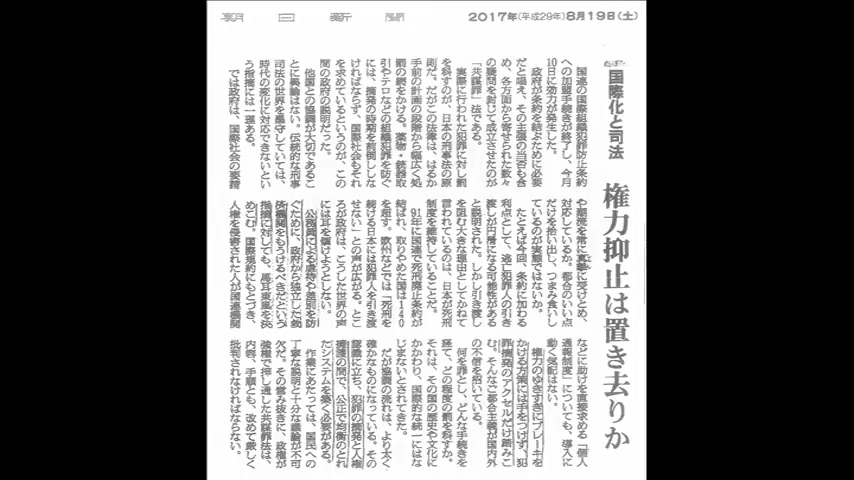 朝日新聞
2017年(平成29年)8月19日(土)
国際化と司法
権力抑止は置き去りか
国連の国際組織犯罪防止条約
への加盟手続きが終了し、今月
10日に効力が発生した。
政府が条約を結ぶために必要
だと唱え、その主張の当否も含
め、各方面から寄せられた数々
の疑問を封じて成立させたのが
「共謀罪」法である。
実際に行われた犯罪に対し罰
を科すのが、日本の刑事法の原
則だ。だがこの法律は、はるか
手前の計画の段階から幅広く処
罰の網をかける。薬物・銃器取
引やテロなどの組織犯罪を防ぐ
には、摘発の時期を前倒ししな
ければならず、国際社会もそれ
を求めているというのが、この
間の政府の説明だった。
他国との協調が大切であるこ
とに異論はない。伝統的な刑事
司法の世界を墨守していては、
時代の変化に対応できないとい
う指摘には一理ある。
では政府は、国際社会の要請
や潮流を常に真摯に受けとめ、
対応しているか。都合のいい点
だけを拾い出し、つまみ食いし
ているのが実態ではないか。
たとえば今回、条約に加わる
利点として、逃亡犯罪人の引き
渡しが円滑になる可能性がある
と説明された。しかし引き渡し
を阻む大きな理由としてかねて
言われているのは、日本が死刑
制度を維持していることだ。
91年に国連で死刑廃止条約が
結ばれ、取りやめた国は140
を超す。欧州などでは「死刑を
続ける日本には犯罪人を引き渡
せない」との声が広がる。とこ
ろが政府は、こうした世界の声
には耳を傾けようとしない。
公務員による虐待や差別を防
ぐために、政府から独立した救
済機関をもうけるべきだという
指摘に対しても、馬耳東風を決
めこむ。国際規約にもとづき、
人権を侵害された人が国連機関
などに助けを直接求める「個人
通報制度」についても、導入に
動く気配はない。
権力のゆきすぎにブレーキを
かける方策には手をつけず、犯
罪摘発のアクセルだけ踏みこ
む。そんなご都合主義が国内外
の不信を招いている。
何を罪とし、どんな手続きを
経て、どの程度の罰を科すか。
それは、その国の歴史や文化に
かかわり、国際的な統一にはな
じまないとされてきた。
だが協調の流れは、より太く
確かなものになっている。その
認識に立ち、犯罪の摘発と人権
擁護の間で、公正で均衡のとれ
たシステムを築く必要がある。
作業にあたっては、国民への
丁寧な説明と十分な議論が不可
欠だ。その営み抜きに、政権が
強権で押し通した共謀罪法は、
内容、手順とも、改めて厳しく
批判されなければならない。